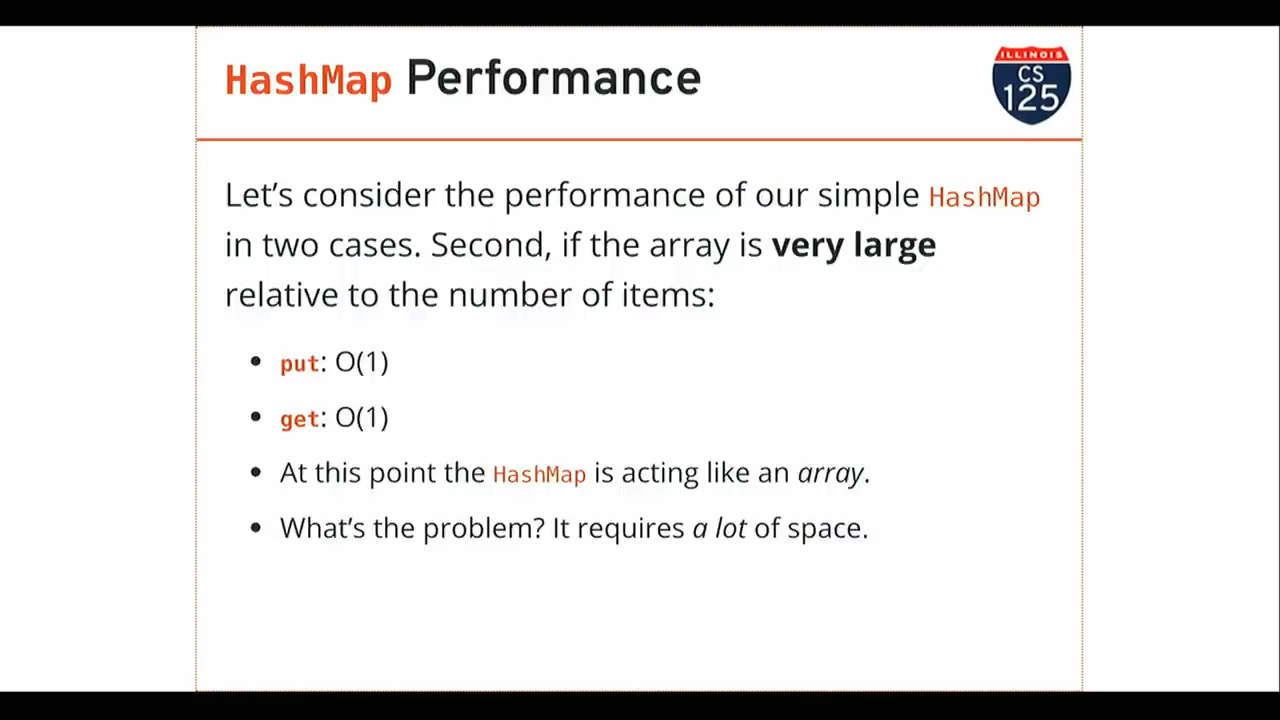 HashMap Performance
ILLINOIS
CS
125
Let's consider the performance of our simple HashMap
in two cases. Second, if the array is very large
relative to the number of items:
• put: O(1)
• get: O(1)
• At this point the HashMap is acting like an array.
• What's the problem? It requires a lot of space.